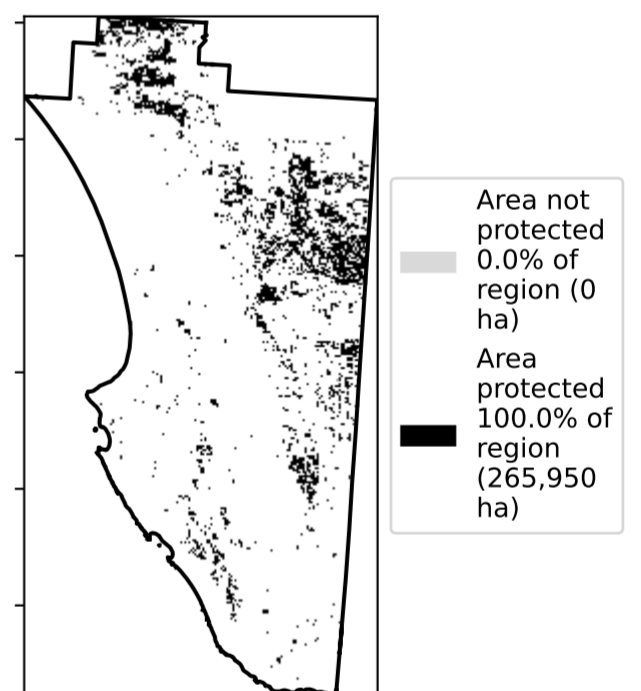 Area not
protected
0.0% of
region (0
ha)
Area
protected
100.0% of
region
(265,950
ha)